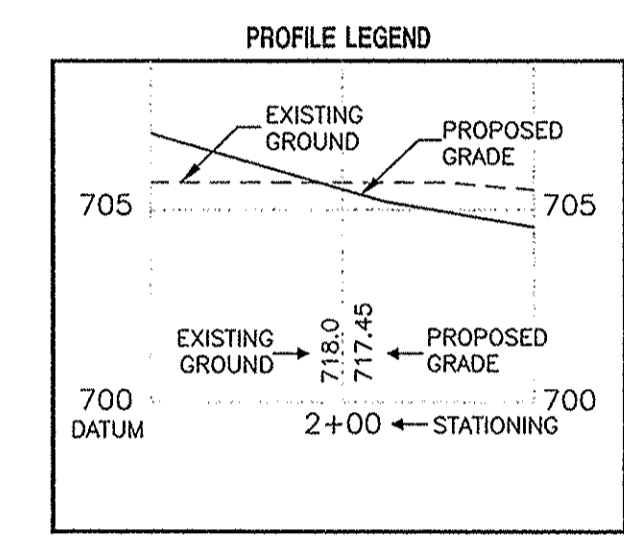 PROFILE LEGEND
EXISTING
GROUND
PROPOSED
GRADE
705
705
EXISTING
GROUND
718.0
717.45
PROPOSED
GRADE
700
DATUM
2+00
STATIONING
700